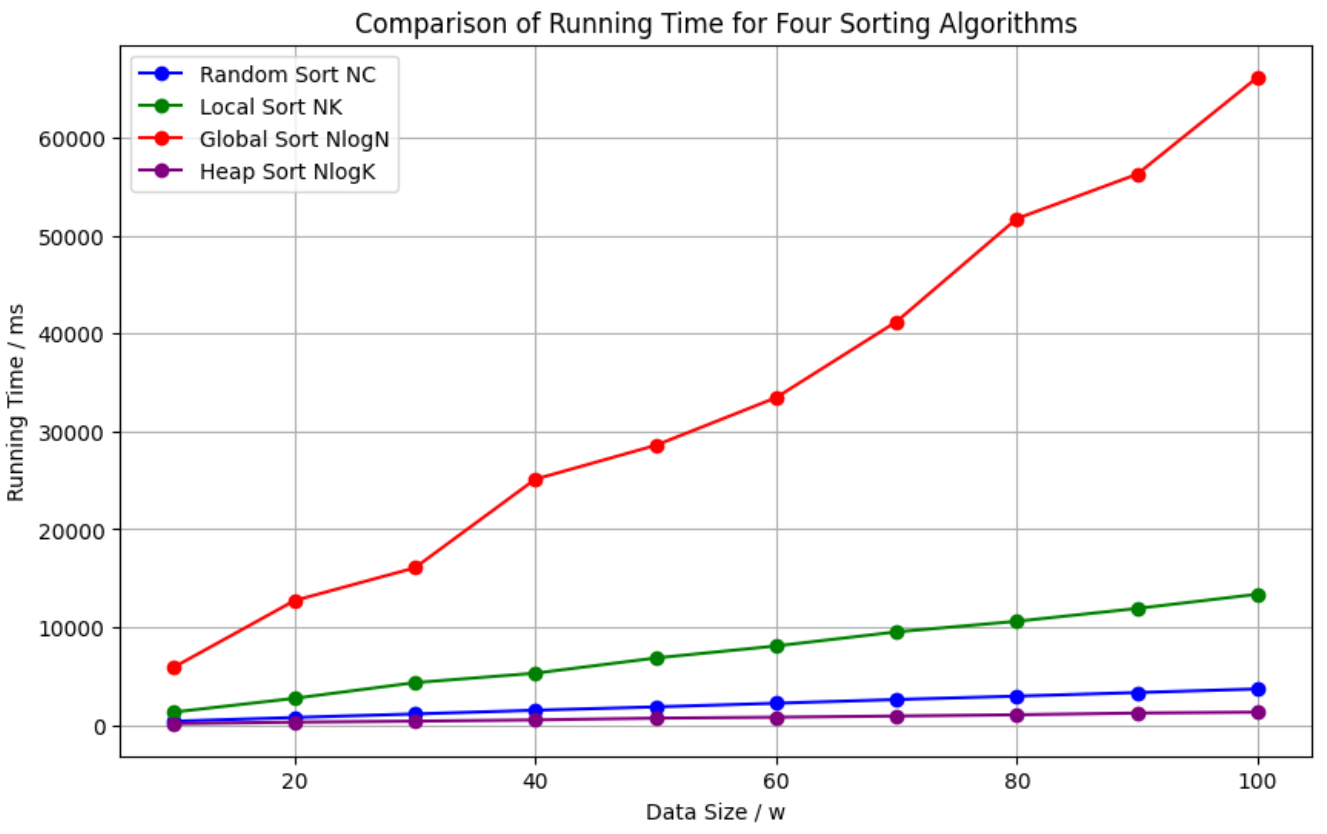 Comparison of Running Time for Four Sorting Algorithms
Random Sort NC
Local Sort NK
Global Sort NlogN
Heap Sort NlogK
Running Time / ms
60000
50000
40000
30000
20000
10000
0
20 40 60 80 100
Data Size / w